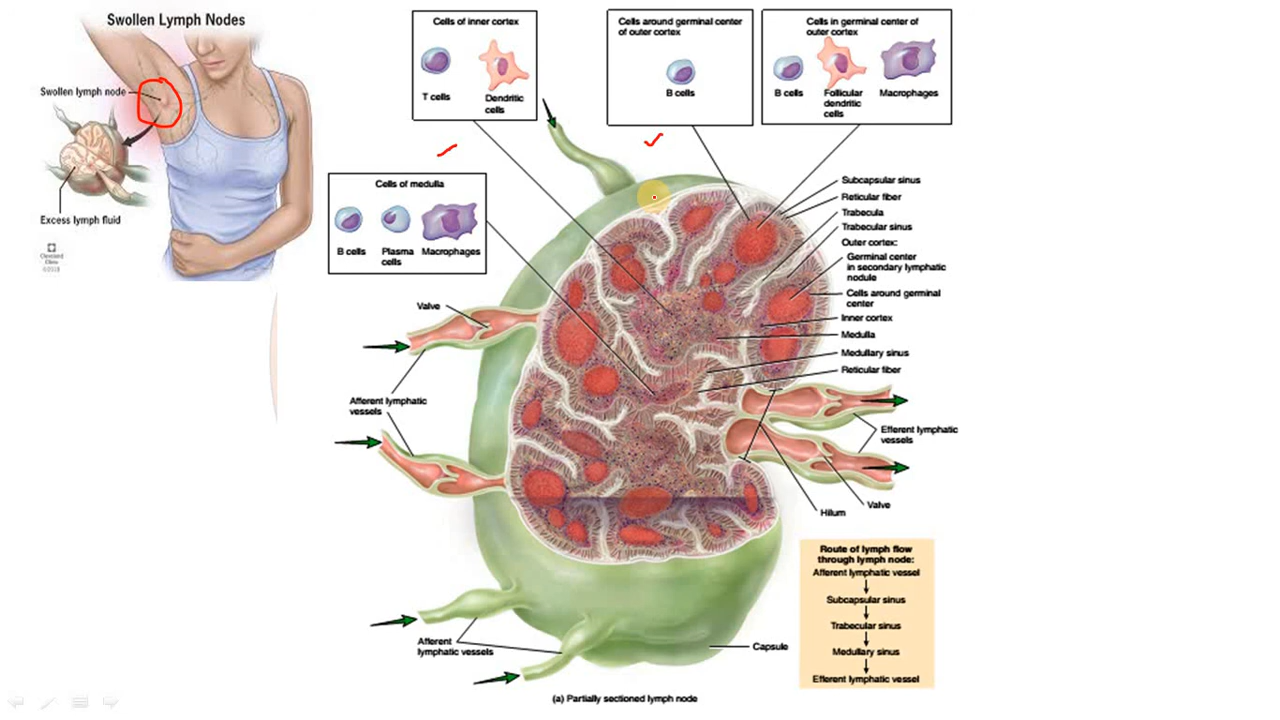 Swollen Lymph Nodes
Swollen lymph node
Excess lymph fluid
Cleveland
Clinic
©2018
Cells of inner cortex
T cells
Dendritic
cells
Cells around germinal center
of outer cortex
B cells
Cells in germinal center of
outer cortex
B cells
Follicular
dendritic
cells
Macrophages
Cells of medulla
B cells
Plasma
cells
Macrophages
Subcapsular sinus
Reticular fiber
Trabecula
Trabecular sinus
Outer cortex:
Germinal center
in secondary lymphatic
nodule
Cells around germinal
center
Inner cortex
Medulla
Medullary sinus
Reticular fiber
Valve
Afferent lymphatic
vessels
Efferent lymphatic
vessels
Valve
Hilum
Route of lymph flow
through lymph node:
Afferent lymphatic vessel
Subcapsular sinus
Trabecular sinus
Medullary sinus
Efferent lymphatic vessel
Afferent
lymphatic vessels
Capsule
(a) Partially sectioned lymph node